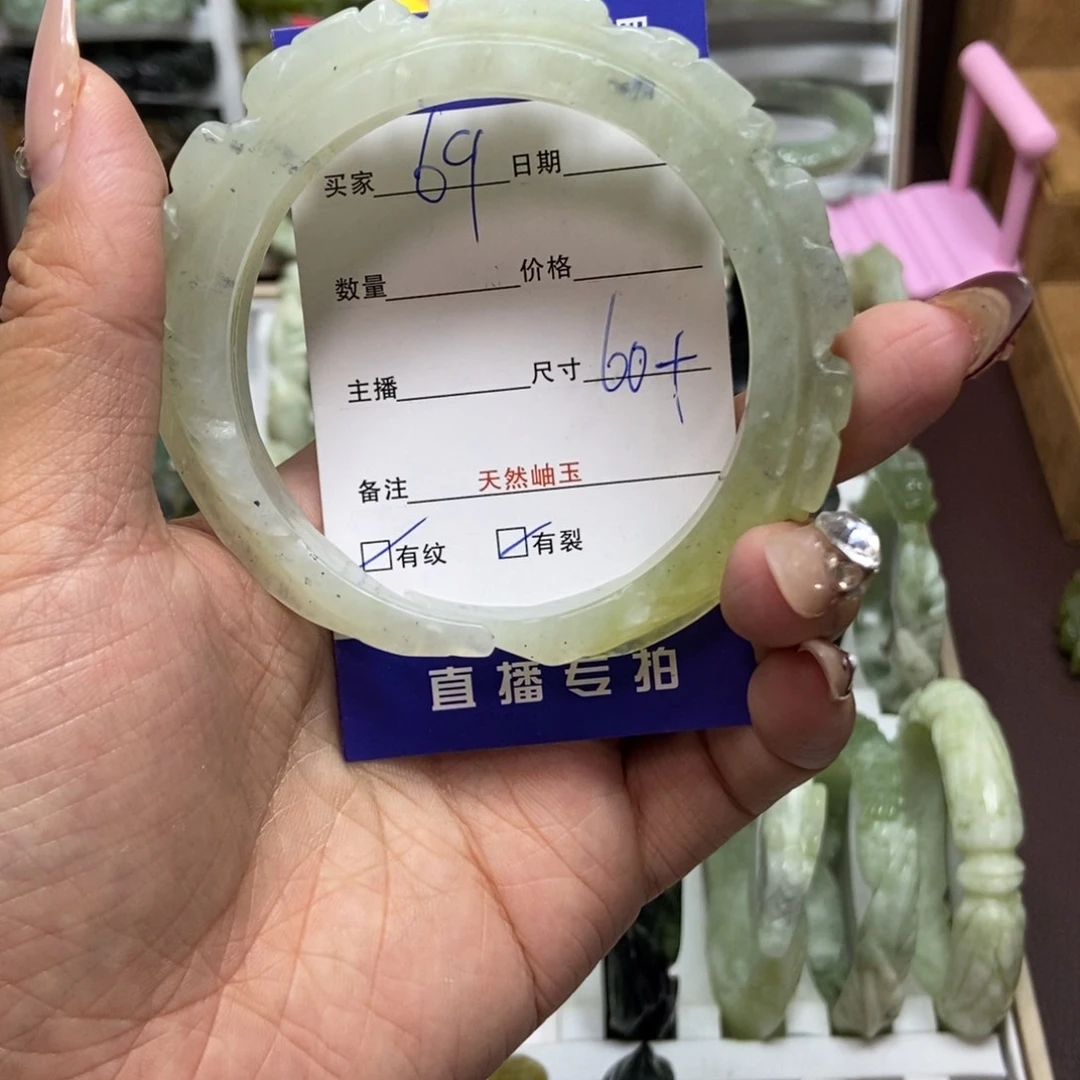 买家 69 日期
数量 价格
主播 尺寸 60+
备注 天然岫玉
有纹 有裂
直播专拍